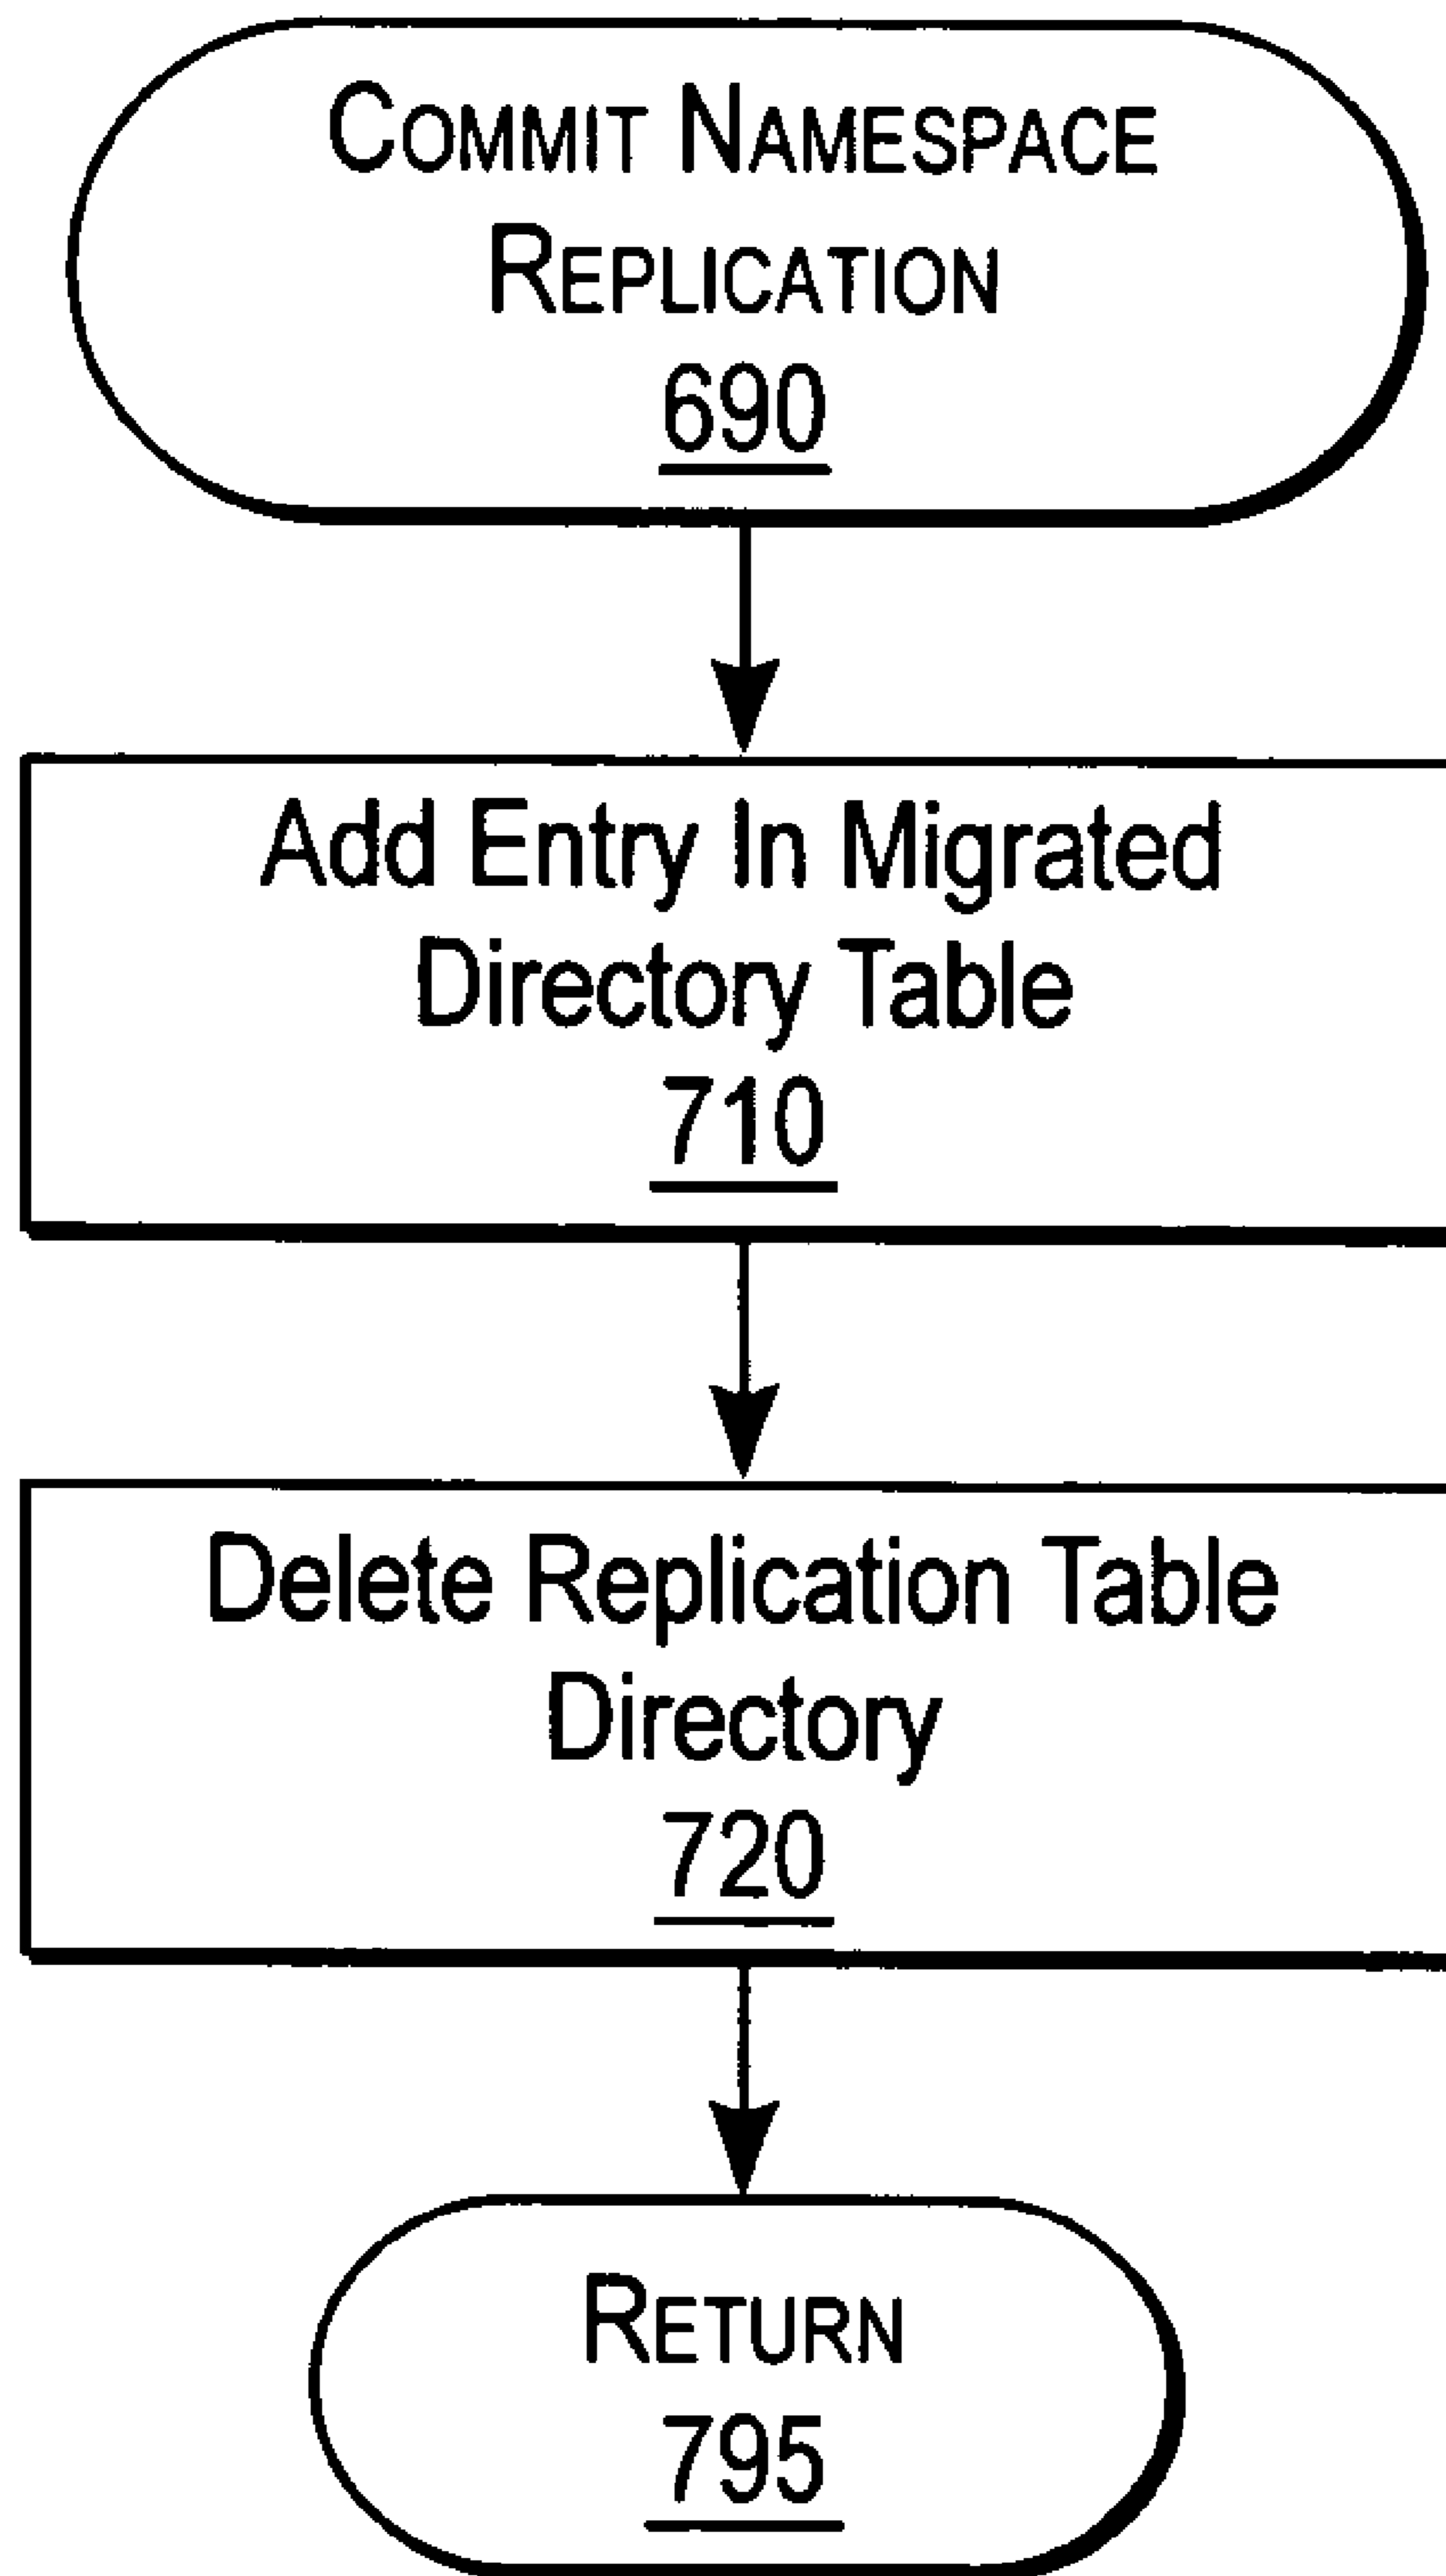 COMMIT NAMESPACE
REPLICATION
690
Add Entry In Migrated
Directory Table
710
Delete Replication Table
Directory
720
RETURN
795